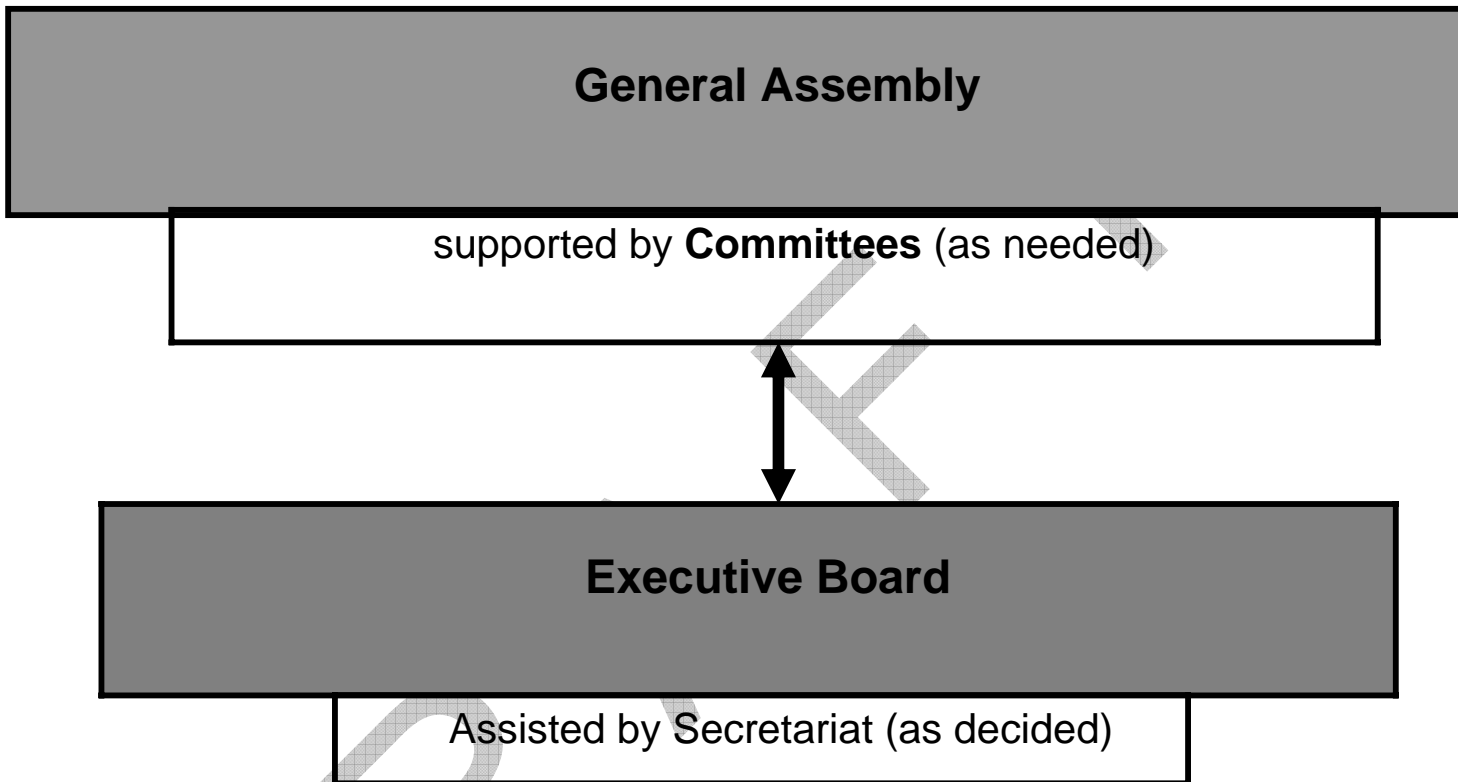 General Assembly
supported by Committees (as needed)
Executive Board
Assisted by Secretariat (as decided)